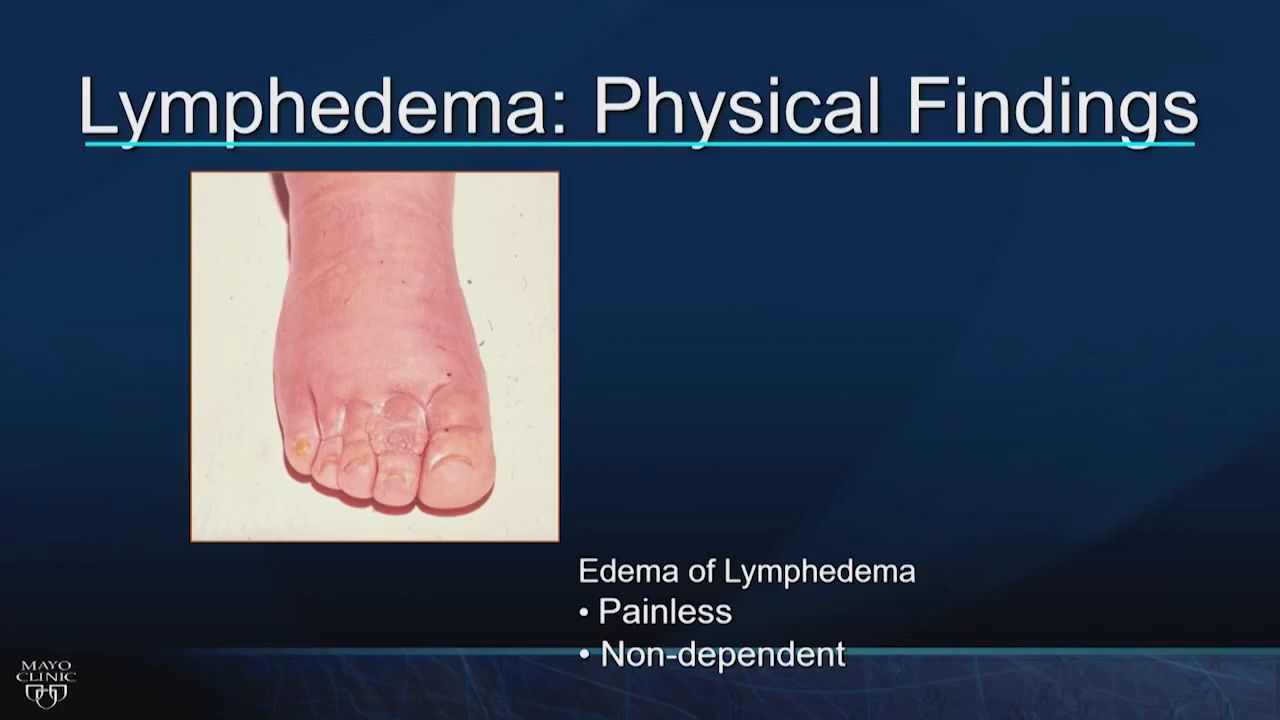 Lymphedema: Physical Findings
Edema of Lymphedema
• Painless
• Non-dependent
MAYO
CLINIC